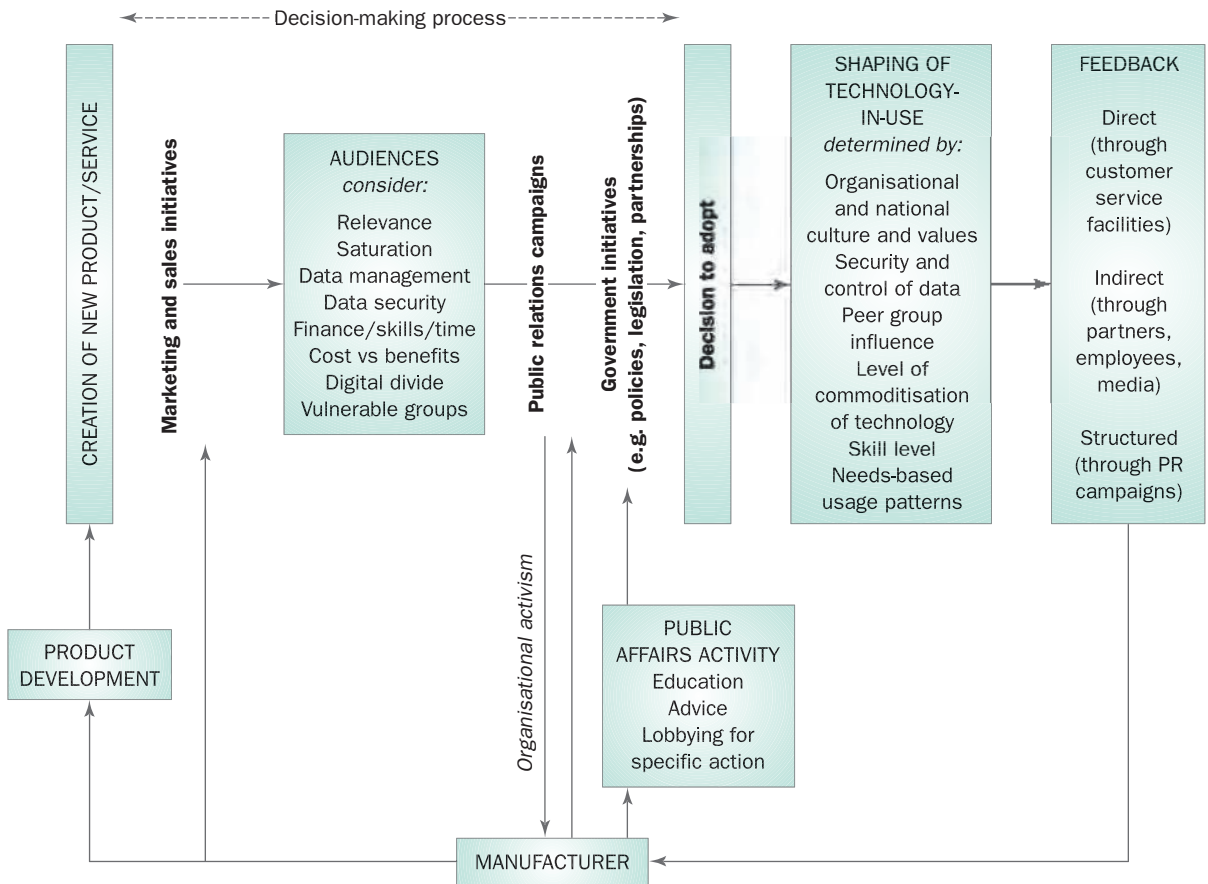 Decision-making process
CREATION OF NEW PRODUCT/SERVICE
Marketing and sales initiatives
AUDIENCES
consider:
Relevance
Saturation
Data management
Data security
Finance/skills/time
Cost vs benefits
Digital divide
Vulnerable groups
Public relations campaigns
Government initiatives
(e.g. policies, legislation, partnerships)
Decision to adopt
SHAPING OF
TECHNOLOGY-
IN-USE
determined by:
Organisational
and national
culture and values
Security and
control of data
Peer group
influence
Level of
commoditisation
of technology
Skill level
Needs-based
usage patterns
FEEDBACK
Direct
(through
customer
service
facilities)
Indirect
(through
partners,
employees,
media)
Structured
(through PR
campaigns)
PRODUCT
DEVELOPMENT
Organisational activism
PUBLIC
AFFAIRS ACTIVITY
Education
Advice
Lobbying for
specific action
MANUFACTURER